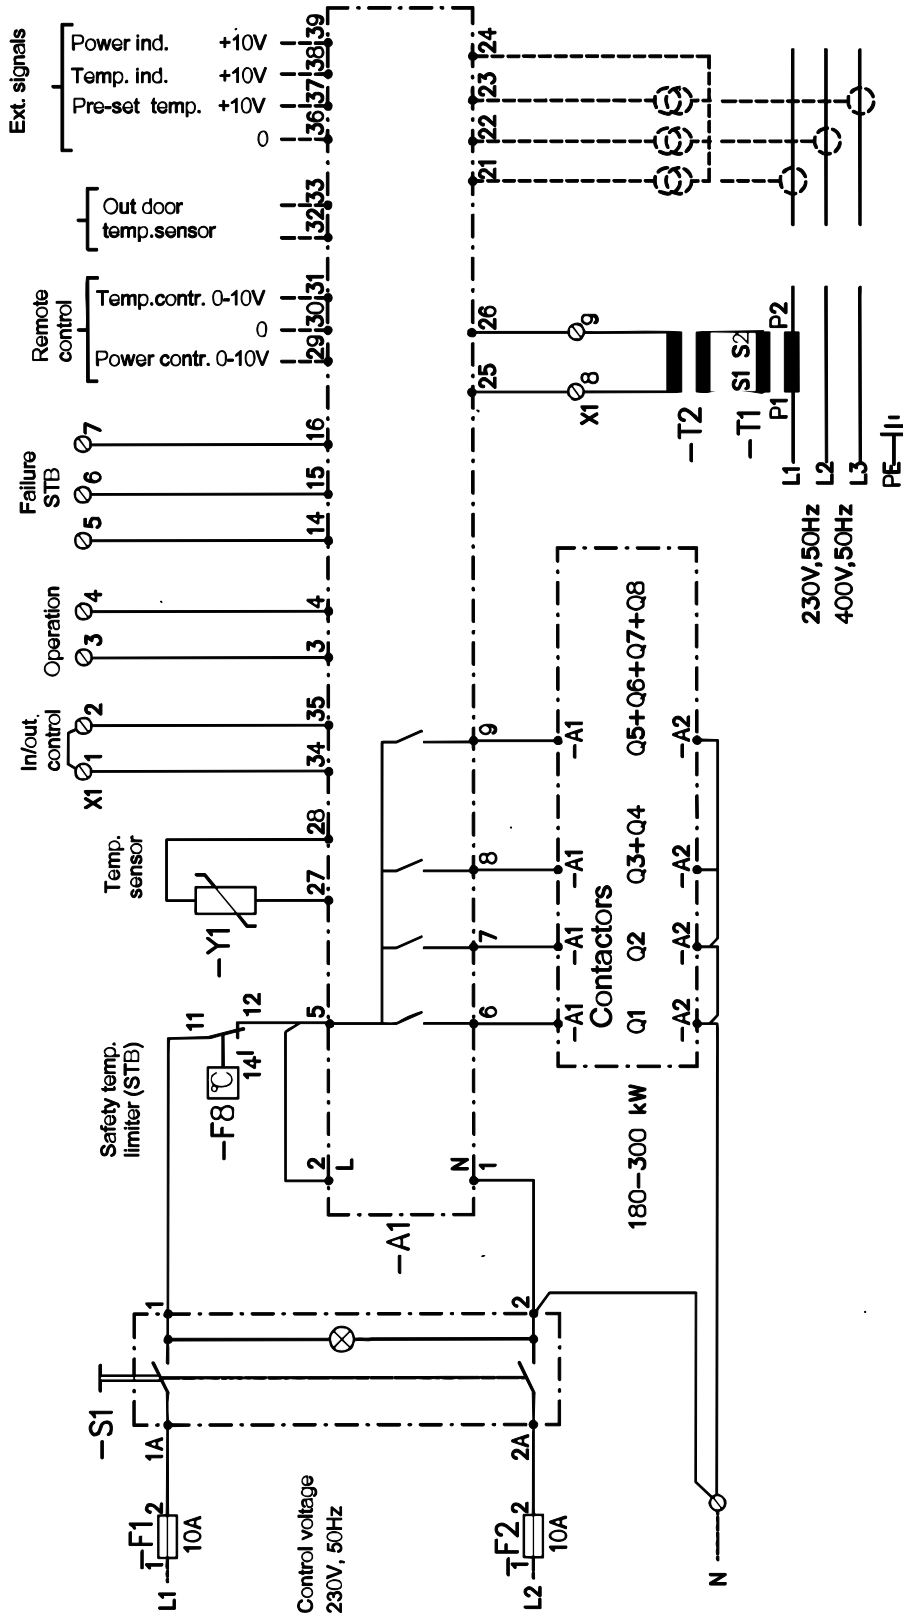 Ext. signals
Power ind. +10V
Temp. ind. +10V
Pre-set temp. +10V
0
39
38
37
36
Out door
temp.sensor
33
32
Remote
control
Temp.contr. 0-10V
0
Power contr. 0-10V
31
30
29
Failure
STB
7
6
5
16
15
14
Operation
4
3
4
3
In/out.
control
2
1
X1
35
34
Temp.
sensor
-Y1
28
27
Safety temp.
limiter (STB)
-F8
°C
11
12
14
5
2
L
N
1
-A1
24
23
22
21
26
25
9
8
X1
-T2
-T1
S1 S2
P1
P2
L1
L2
L3
PE
230V,50Hz
400V,50Hz
9
8
7
6
-A1
-A1
-A1
-A1
Contactors
Q1
Q2
Q3+Q4
Q5+Q6+Q7+Q8
-A2
-A2
-A2
-A2
180-300 kW
-S1
1
2
1A
2A
-F1
1
2
10A
L1
Control voltage
230V, 50Hz
-F2
1
2
10A
L2
N